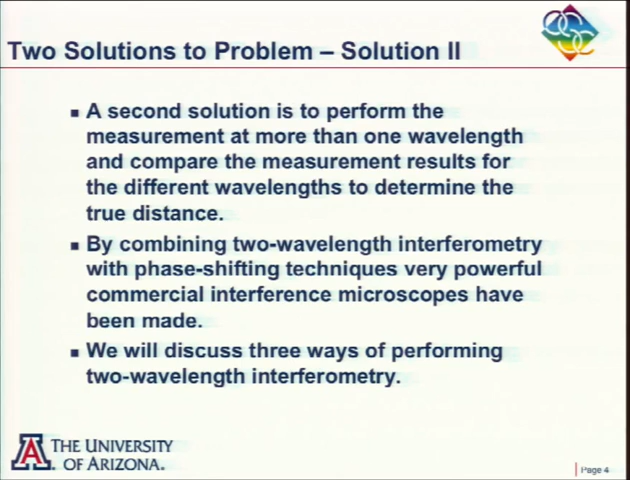 Two Solutions to Problem – Solution II
OSC
▪ A second solution is to perform the
measurement at more than one wavelength
and compare the measurement results for
the different wavelengths to determine the
true distance.
▪ By combining two-wavelength interferometry
with phase-shifting techniques very powerful
commercial interference microscopes have
been made.
▪ We will discuss three ways of performing
two-wavelength interferometry.
A THE UNIVERSITY
OF ARIZONA.
Page 4